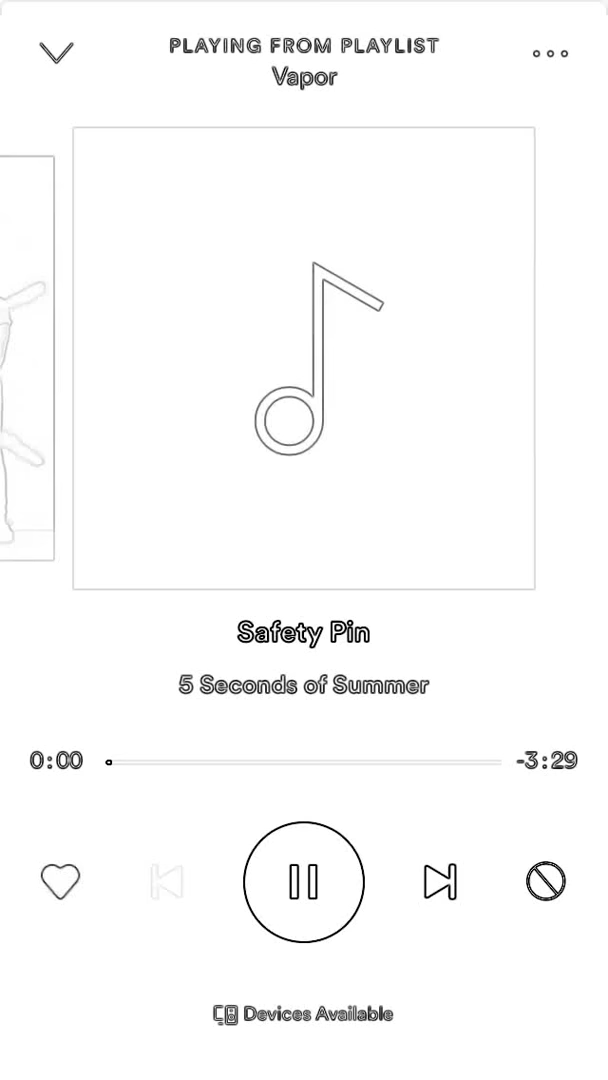 PLAYING FROM PLAYLIST
Vapor
Safety Pin
5 Seconds of Summer
0:00
-3:29
Devices Available